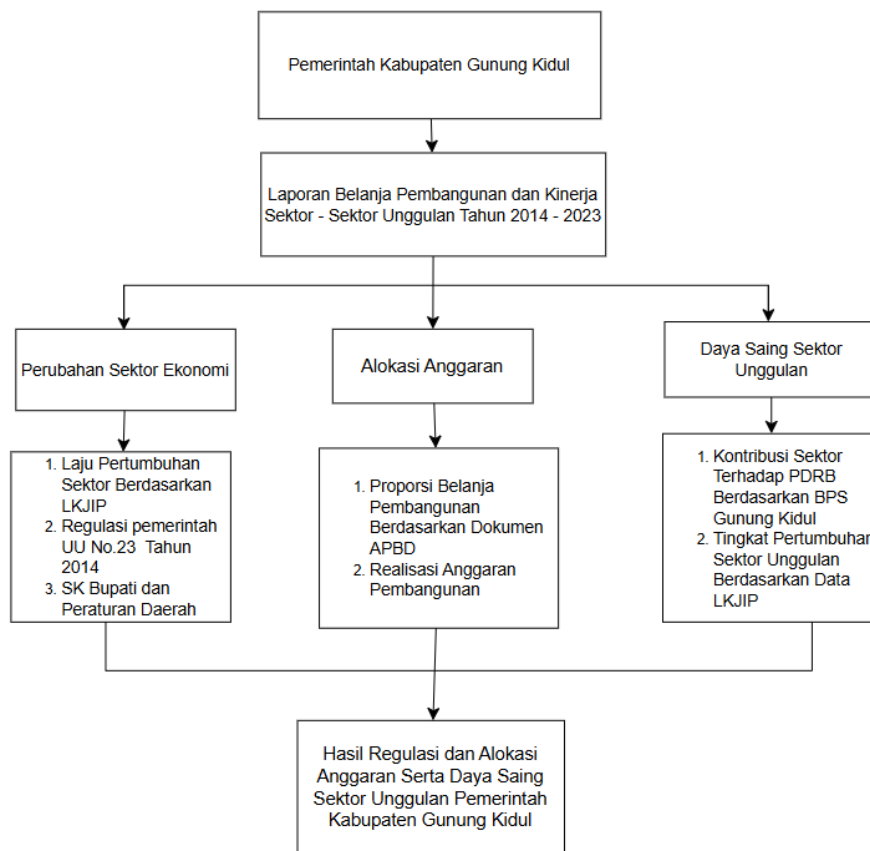 Pemerintah Kabupaten Gunung Kidul
Laporan Belanja Pembangunan dan Kinerja
Sektor - Sektor Unggulan Tahun 2014 - 2023
Perubahan Sektor Ekonomi
Alokasi Anggaran
Daya Saing Sektor
Unggulan
1. Laju Pertumbuhan
Sektor Berdasarkan
LKJIP
2. Regulasi pemerintah
UU No.23 Tahun
2014
3. SK Bupati dan
Peraturan Daerah
1. Proporsi Belanja
Pembangunan
Berdasarkan Dokumen
APBD
2. Realisasi Anggaran
Pembangunan
1. Kontribusi Sektor
Terhadap PDRB
Berdasarkan BPS
Gunung Kidul
2. Tingkat Pertumbuhan
Sektor Unggulan
Berdasarkan Data
LKJIP
Hasil Regulasi dan Alokasi
Anggaran Serta Daya Saing
Sektor Unggulan Pemerintah
Kabupaten Gunung Kidul